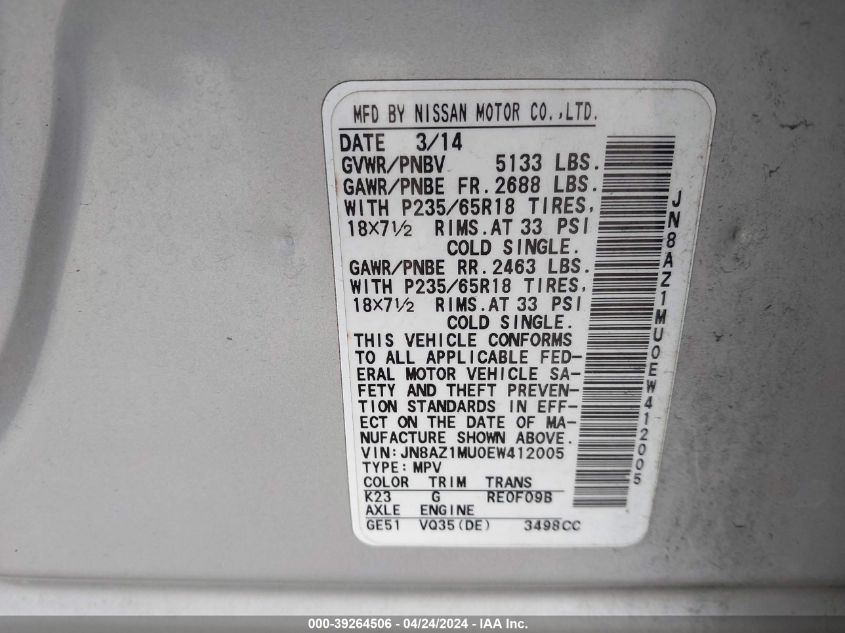 MFD BY NISSAN MOTOR CO.,LTD.
DATE 3/14
GVWR/PNBV 5133 LBS.
GAWR/PNBE FR.2688 LBS.
WITH P235/65R18 TIRES,
18X7½ RIMS.AT 33 PSI
COLD SINGLE.
GAWR/PNBE RR.2463 LBS.
WITH P235/65R18 TIRES,
18X7½ RIMS.AT 33 PSI
COLD SINGLE.
THIS VEHICLE CONFORMS
TO ALL APPLICABLE FED-
ERAL MOTOR VEHICLE SA-
FETY AND THEFT PREVEN-
TION STANDARDS IN EFF-
ECT ON THE DATE OF MA-
NUFACTURE SHOWN ABOVE.
VIN:JN8AZ1MU0EW412005
TYPE:MPV
COLOR TRIM TRANS
K23 G RE0F09B
AXLE ENGINE
GE51 VQ35(DE) 3498CC
JN8AZ1MU0EW412005
000-39264506 - 04/24/2024 - IAA Inc.